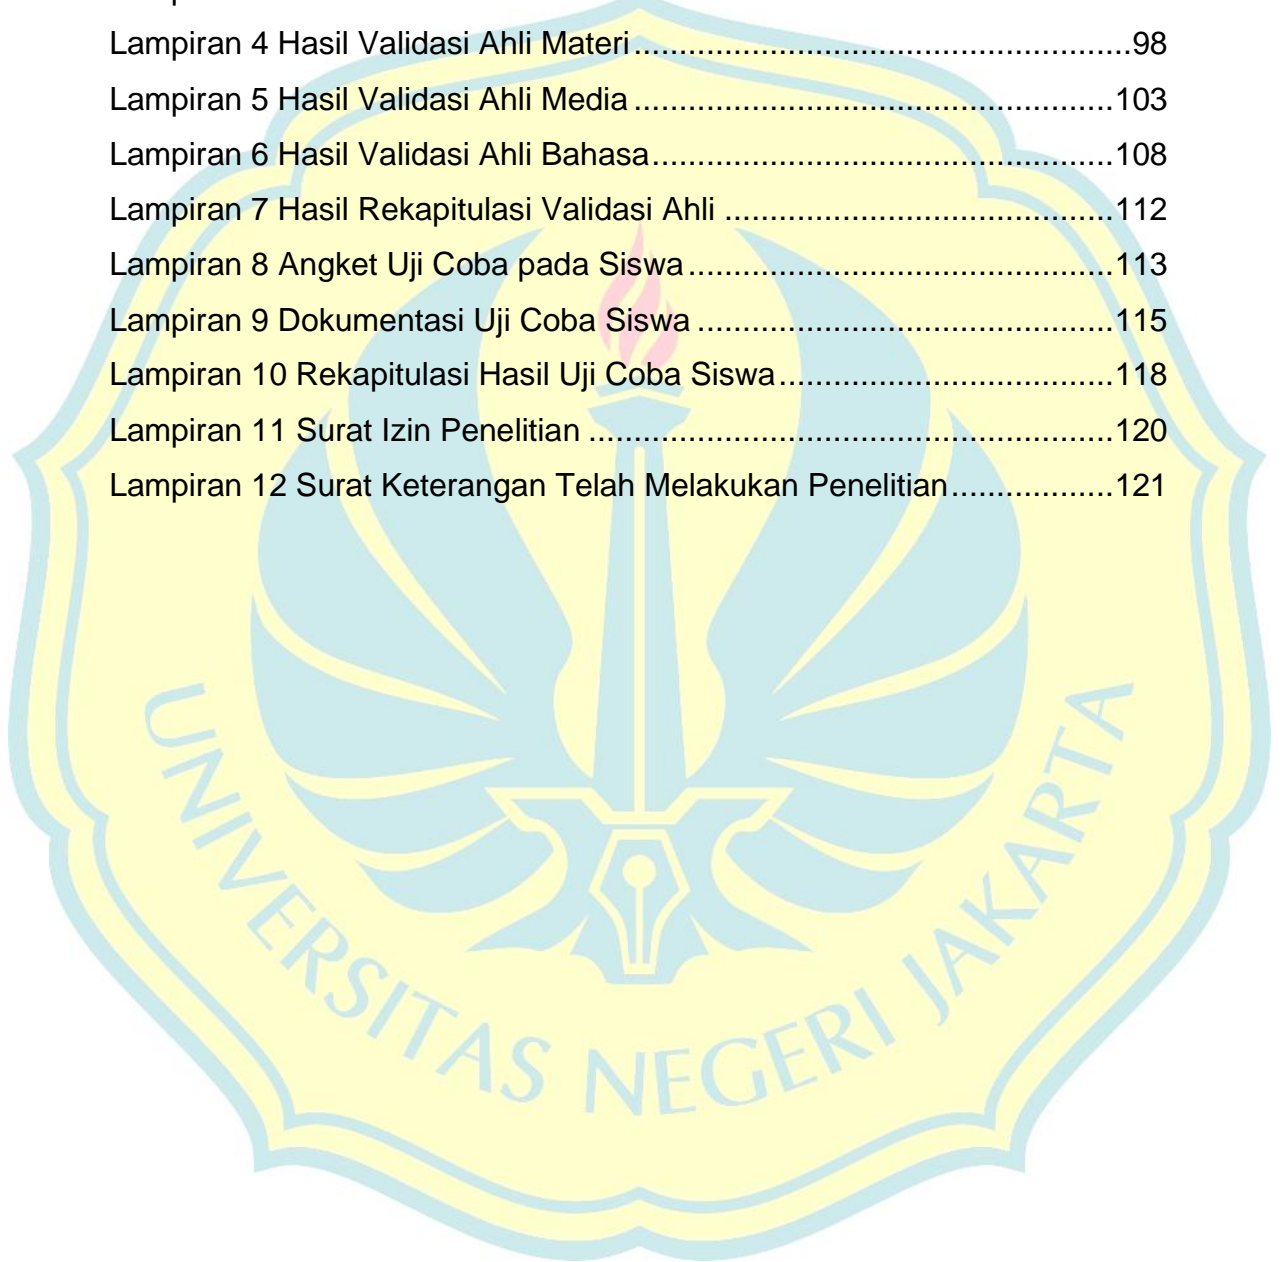 Lampiran 4 Hasil Validasi Ahli Materi.....................................................98
Lampiran 5 Hasil Validasi Ahli Media.....................................................103
Lampiran 6 Hasil Validasi Ahli Bahasa...................................................108
Lampiran 7 Hasil Rekapitulasi Validasi Ahli...........................................112
Lampiran 8 Angket Uji Coba pada Siswa...............................................113
Lampiran 9 Dokumentasi Uji Coba Siswa..............................................115
Lampiran 10 Rekapitulasi Hasil Uji Coba Siswa.....................................118
Lampiran 11 Surat Izin Penelitian..........................................................120
Lampiran 12 Surat Keterangan Telah Melakukan Penelitian..................121
UNIVERSITAS NEGERI JAKARTA